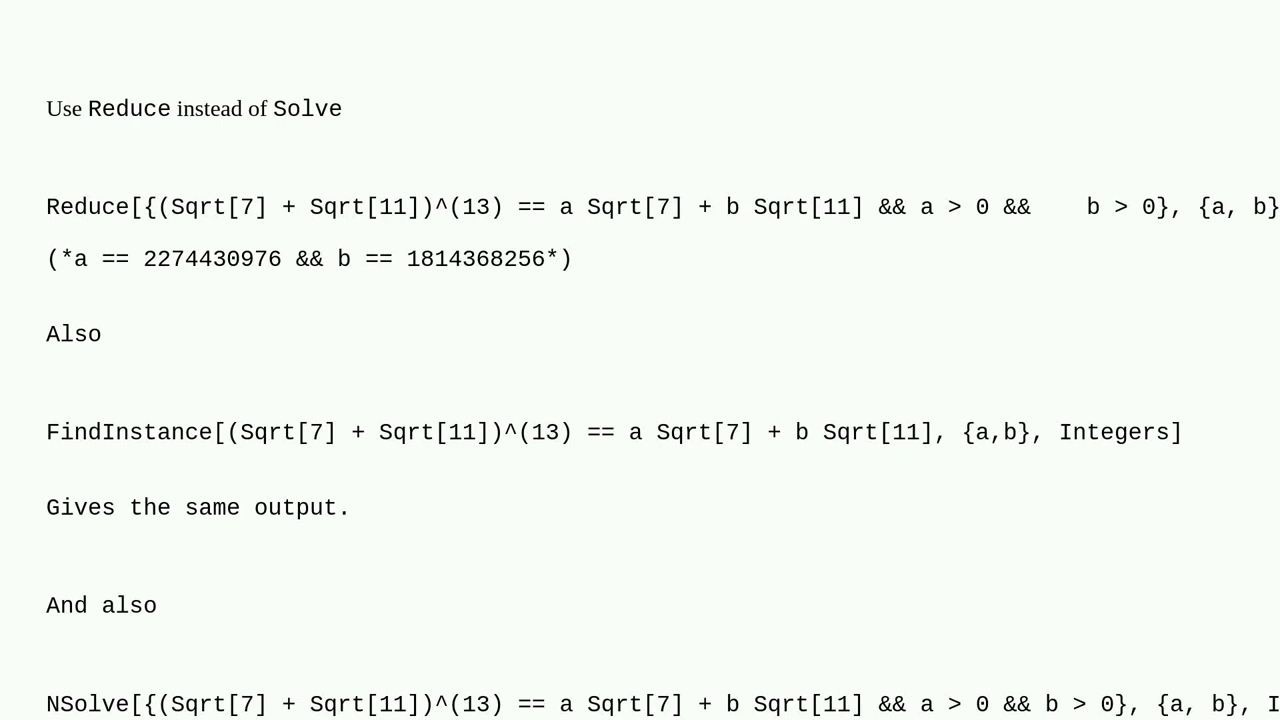 Use Reduce instead of Solve
Reduce[{(Sqrt[7] + Sqrt[11])^(13) == a Sqrt[7] + b Sqrt[11] && a > 0 &&    b > 0}, {a, b}
(*a == 2274430976 && b == 1814368256*)
Also
FindInstance[(Sqrt[7] + Sqrt[11])^(13) == a Sqrt[7] + b Sqrt[11], {a,b}, Integers]
Gives the same output.
And also
NSolve[{(Sqrt[7] + Sqrt[11])^(13) == a Sqrt[7] + b Sqrt[11] && a > 0 && b > 0}, {a, b}, I